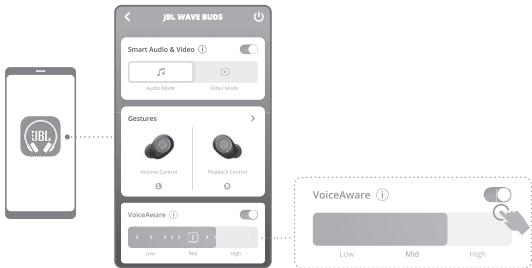 JBL WAVE BUDS
Smart Audio & Video i
Audio Mode Video Mode
JBL
Gestures >
Volume Control Playback Control
L R
VoiceAware i
Low Mid High
VoiceAware i
Low Mid High